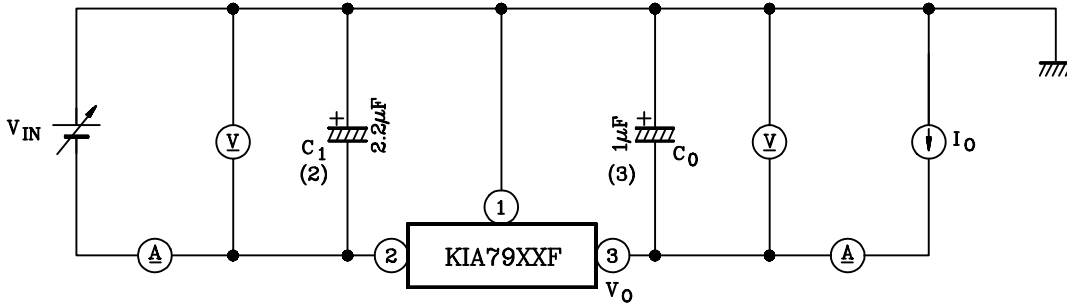 V_IN
V
C_1
(2)
+
2.2μF
1
+
1μF
(3)
C_0
V
I_O
A
2
KIA79XXF
3
V_O
A